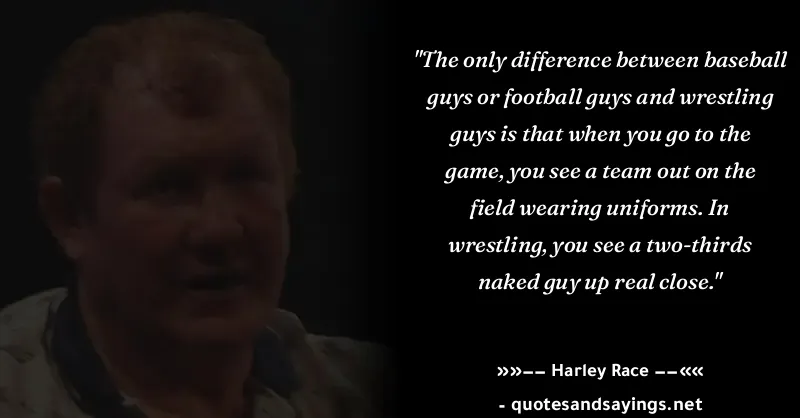 "The only difference between baseball
guys or football guys and wrestling
guys is that when you go to the
game, you see a team out on the
field wearing uniforms. In
wrestling, you see a two-thirds
naked guy up real close."
»»–– Harley Race ––««
- quotesandsayings.net